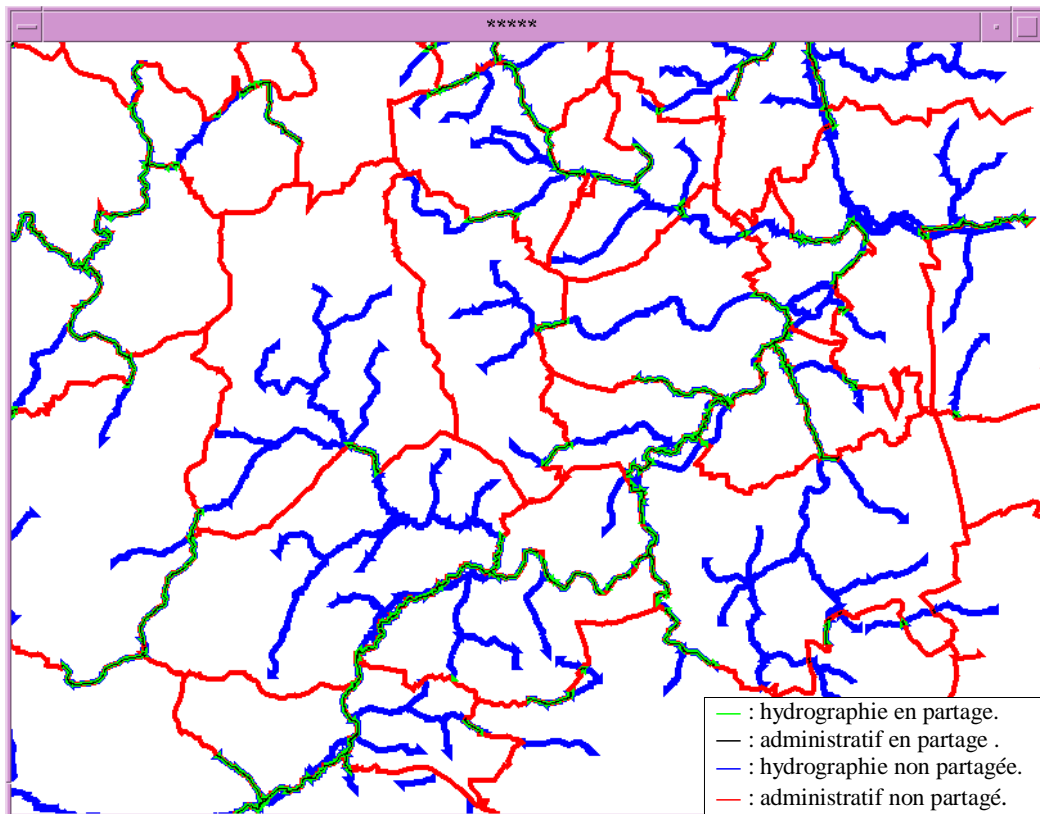 *****
: hydrographie en partage.
: administratif en partage .
: hydrographie non partagée.
: administratif non partagé.